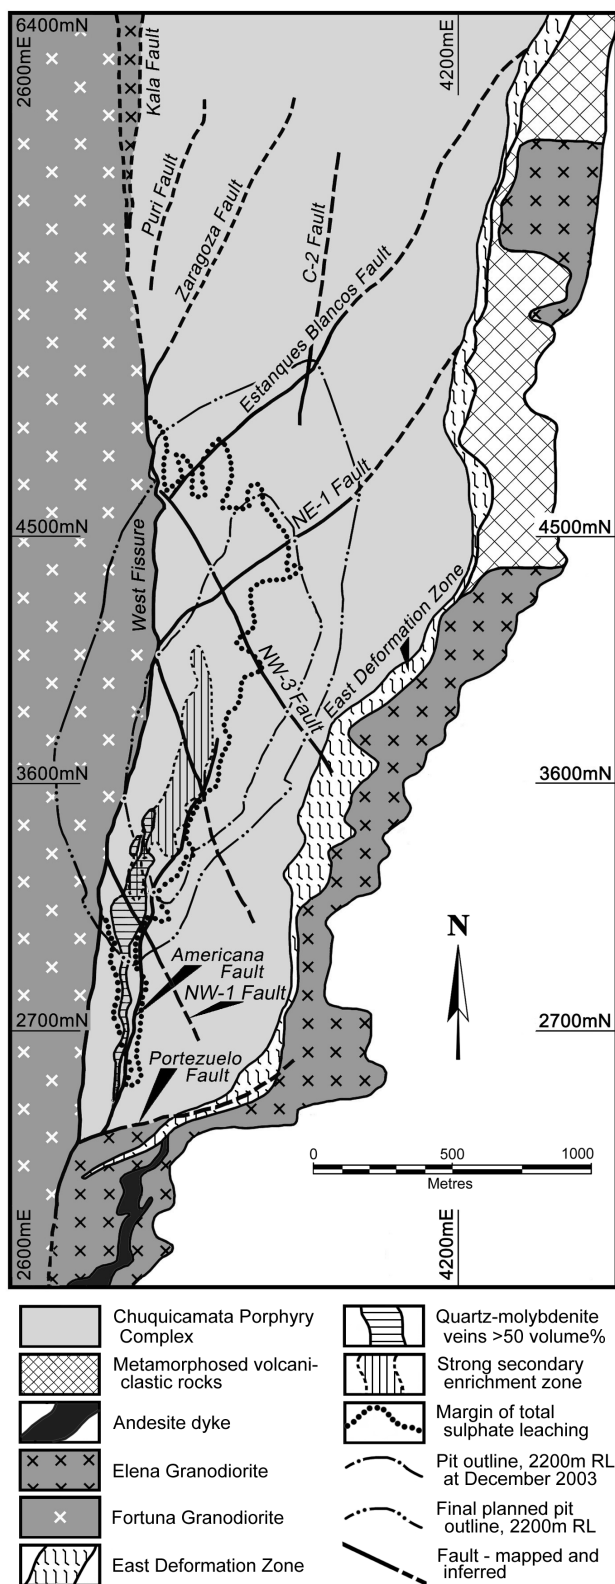 6400mN
2600mE
Kala Fault
4200mE
Puri Fault
Zaragoza Fault
C-2 Fault
Estanques Blancos Fault
4500mN
NE-1 Fault
4500mN
West Fissure
East Deformation Zone
NW-3 Fault
3600mN
3600mN
N
Americana
Fault
NW-1 Fault
2700mN
2700mN
Portezuelo
Fault
0 500 1000
Metres
2600mE
4200mE
Chuquicamata Porphyry
Complex
Metamorphosed volcani-
clastic rocks
Andesite dyke
Elena Granodiorite
Fortuna Granodiorite
East Deformation Zone
Quartz-molybdenite
veins >50 volume%
Strong secondary
enrichment zone
Margin of total
sulphate leaching
Pit outline, 2200m RL
at December 2003
Final planned pit
outline, 2200m RL
Fault - mapped and
inferred